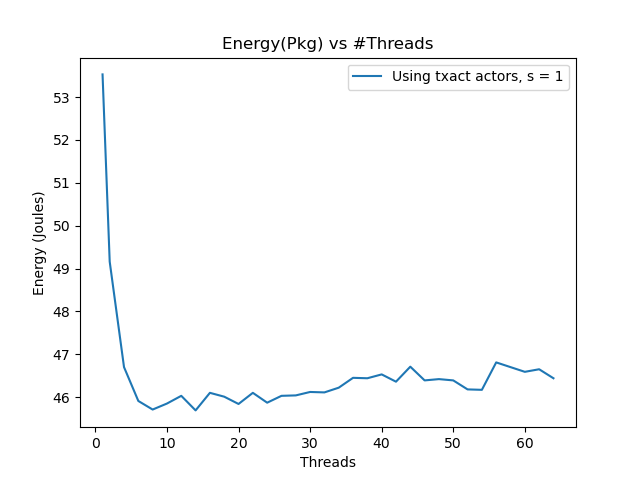 Energy(Pkg) vs #Threads
Using txact actors, s = 1
53
52
51
50
49
48
47
46
Energy (Joules)
0 10 20 30 40 50 60
Threads